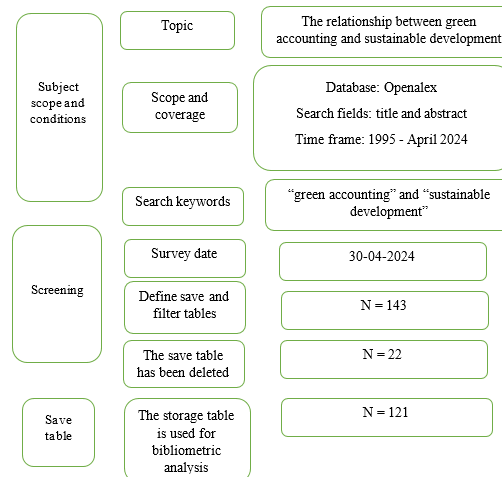 Subject
scope and
conditions
Topic
The relationship between green
accounting and sustainable development
Scope and
coverage
Database: Openalex
Search fields: title and abstract
Time frame: 1995 - April 2024
Search keywords
“green accounting” and “sustainable
development”
Screening
Survey date
30-04-2024
Define save and
filter tables
N = 143
The save table
has been deleted
N = 22
Save
table
The storage table
is used for
bibliometric
analysis
N = 121